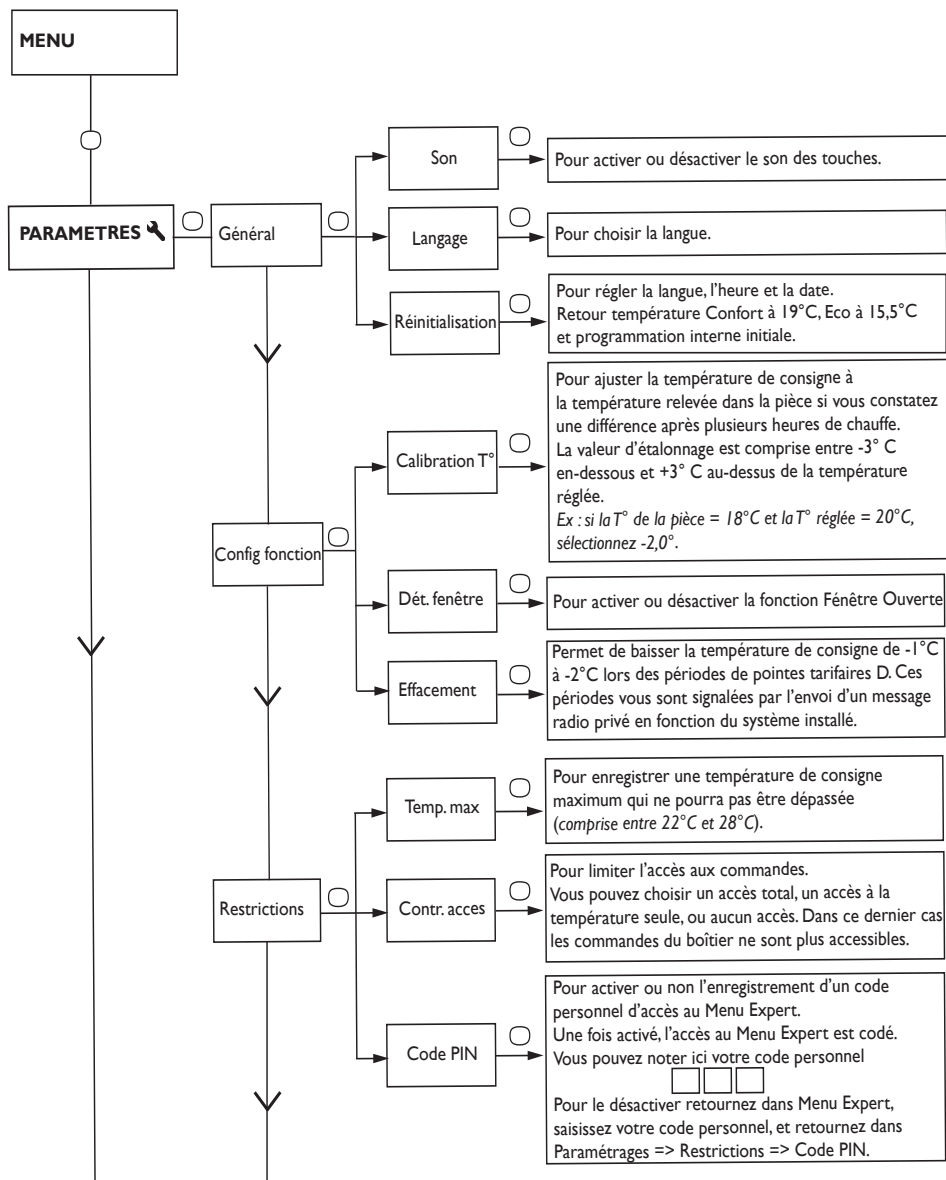 MENU
PARAMETRES
Général
Son
Pour activer ou désactiver le son des touches.
Langage
Pour choisir la langue.
Réinitialisation
Pour régler la langue, l'heure et la date.
Retour température Confort à 19°C, Eco à 15,5°C
et programmation interne initiale.
Config fonction
Calibration T°
Pour ajuster la température de consigne à
la température relevée dans la pièce si vous constatez
une différence après plusieurs heures de chauffe.
La valeur d'étalonnage est comprise entre -3° C
en-dessous et +3° C au-dessus de la température
réglée.
Ex : si la T° de la pièce = 18°C et la T° réglée = 20°C,
sélectionnez -2,0°.
Dét. fenêtre
Pour activer ou désactiver la fonction Fénêtre Ouverte
Effacement
Permet de baisser la température de consigne de -1°C
à -2°C lors des périodes de pointes tarifaires D. Ces
périodes vous sont signalées par l'envoi d'un message
radio privé en fonction du système installé.
Restrictions
Temp. max
Pour enregistrer une température de consigne
maximum qui ne pourra pas être dépassée
(comprise entre 22°C et 28°C).
Contr. acces
Pour limiter l'accès aux commandes.
Vous pouvez choisir un accès total, un accès à la
température seule, ou aucun accès. Dans ce dernier cas
les commandes du boîtier ne sont plus accessibles.
Code PIN
Pour activer ou non l'enregistrement d'un code
personnel d'accès au Menu Expert.
Une fois activé, l'accès au Menu Expert est codé.
Vous pouvez noter ici votre code personnel
Pour le désactiver retournez dans Menu Expert,
saisissez votre code personnel, et retournez dans
Paramétrages => Restrictions => Code PIN.